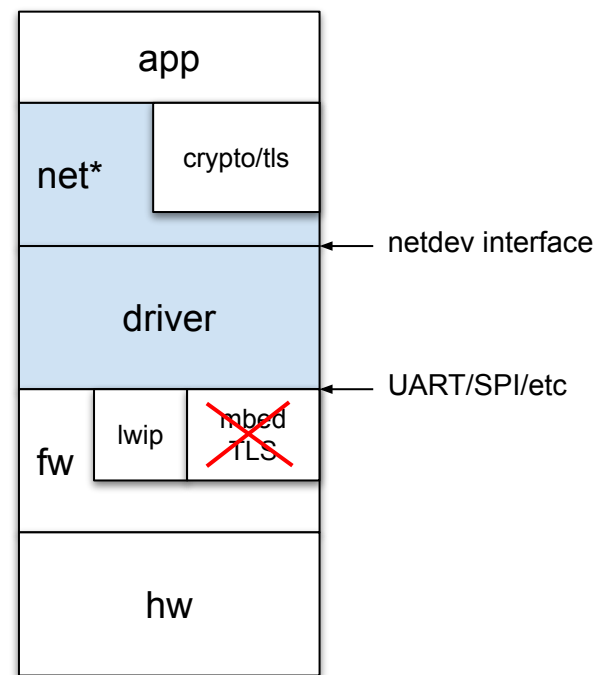 app
net*
crypto/tls
netdev interface
driver
UART/SPI/etc
fw
lwip
mbed
TLS
hw